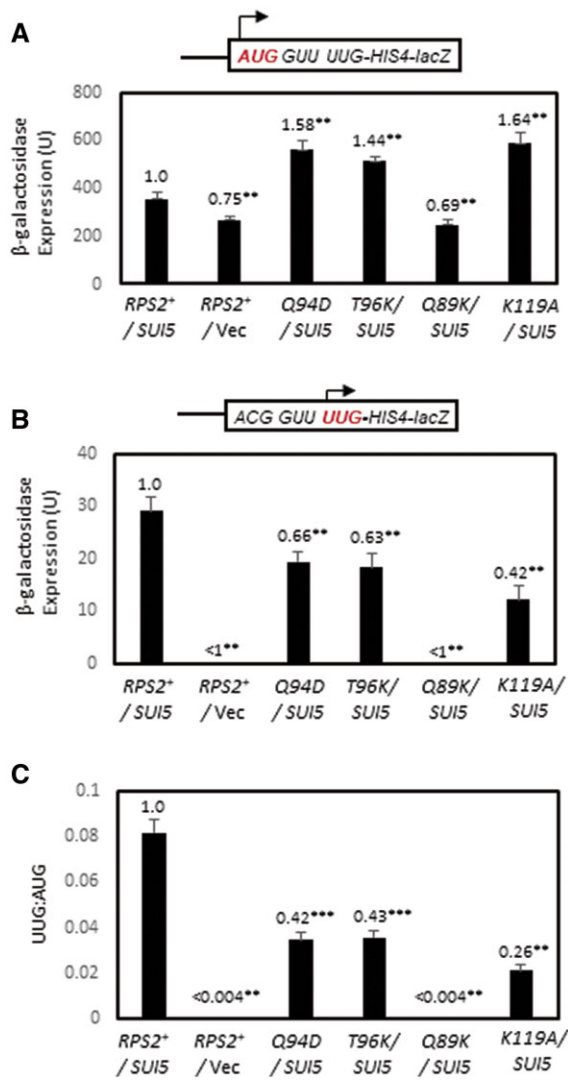 A
AUG GUU UUG-HIS4-lacZ
β-galactosidase
Expression (U)
800
600
400
200
0
1.0
0.75**
1.58**
1.44**
0.69**
1.64**
RPS2+ RPS2+ Q94D T96K/ Q89K/ K119A
/ SUI5 / Vec / SUI5 SUI5 SUI5 / SUI5
B
ACG GUU UUG-HIS4-lacZ
β-galactosidase
Expression (U)
40
30
20
10
0
1.0
<1**
0.66**
0.63**
<1**
0.42**
RPS2+ RPS2+ Q94D T96K/ Q89K/ K119A/
/ SUI5 / Vec / SUI5 SUI5 SUI5 SUI5
C
UUG:AUG
0.1
0.08
0.06
0.04
0.02
0
1.0
<0.004**
0.42***
0.43***
<0.004**
0.26**
RPS2+ RPS2+ Q94D T96K/ Q89K K119A/
/ SUI5 / Vec / SUI5 SUI5 / SUI5 SUI5